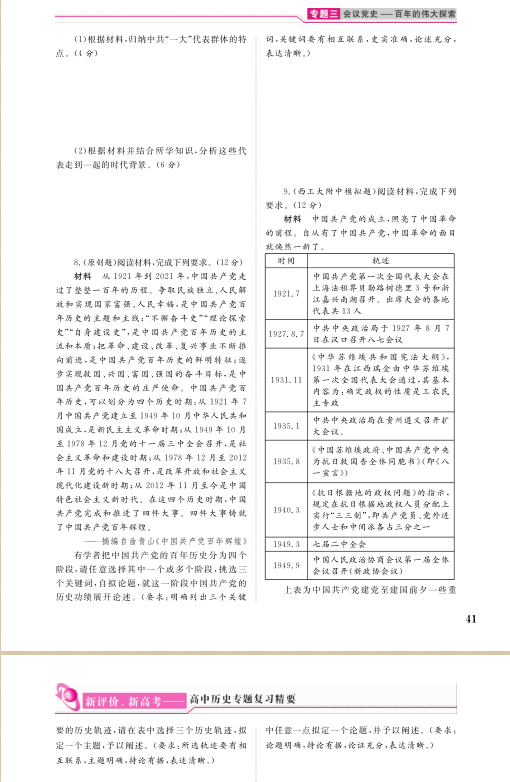 专题三 会议党史——百年的伟大探索
(1)根据材料,归纳中共“一大”代表群体的特
点。(4分)
(2)根据材料并结合所学知识,分析这些代
表走到一起的时代背景。(6分)
8.(原创题)阅读材料,完成下列要求。(12分)
材料 从1921年到2021年,中国共产党走
过了整整一百年的历程。争取民族独立、人民解
放和实现国家富强、人民幸福,是中国共产党百
年历史的主题和主线;“不懈奋斗史”“理论探索
史”“自身建设史”,是中国共产党百年历史的主
流和本质;把革命、建设、改革、复兴事业不断推
向前进,是中国共产党百年历史的鲜明特征;逐
步实现救国、兴国、富国、强国的奋斗目标,是中
国共产党百年历史的庄严使命。中国共产党百
年历史,可以划分为四个历史时期:从1921年7
月中国共产党建立至1949年10月中华人民共和
国成立,是新民主主义革命时期;从1949年10月
至1978年12月党的十一届三中全会召开,是社
会主义革命和建设时期;从1978年12月至2012
年11月党的十八大召开,是改革开放和社会主义
现代化建设新时期;从2012年11月至今是中国
特色社会主义新时代。在这四个历史时期,中国
共产党完成和推进了四件大事。四件大事铸就
了中国共产党百年辉煌。
——摘编自曲青山《中国共产党百年辉煌》
有学者把中国共产党的百年历史分为四个
阶段,请任意选择其中一个或多个阶段,挑选三
个关键词,自拟论题,就这一阶段中国共产党的
历史功绩展开论述。(要求:明确列出三个关键
词,关键词要有相互联系,史实准确,论述充分,
表达清晰。)
9.(西工大附中模拟题)阅读材料,完成下列
要求。(12分)
材料 中国共产党的成立,照亮了中国革命
的前程。自从有了中国共产党,中国革命的面目
就焕然一新了。
时间 轨迹
1921.7 中国共产党第一次全国代表大会在
上海法租界贝勒路树德里3号和浙
江嘉兴南湖召开。出席大会的各地
代表共13人
1927.8.7 中共中央政治局于1927年8月7
日在汉口召开八七会议
1931.11 《中华苏维埃共和国宪法大纲》,
1931年在江西瑞金由中华苏维埃
第一次全国代表大会通过,其基本
内容为:确定政权的性质是工农民
主专政
1935.1 中共中央政治局在贵州遵义召开扩
大会议。
1935.8 《中国苏维埃政府、中国共产党中央
为抗日救国告全体同胞书》(即《八
一宣言》)
1940.3 《抗日根据地的政权问题》的指示,
规定在抗日根据地政权人员分配上
实行“三三制”,即共产党员、党外进
步人士和中间派各占三分之一
1949.3 七届二中全会
1949.9 中国人民政治协商会议第一届全体
会议召开(新政协会议)
上表为中国共产党建党至建国前夕一些重
41
新评价.新高考—— 高中历史专题复习精要
要的历史轨迹,请在表中选择三个历史轨迹,拟
定一个主题,予以阐述。(要求:所选轨迹要有相
互联系,主题明确,持论有据,表述清晰。)
中任意一点拟定一个论题,并予以阐述。(要求:
论题明确,持论有据,论证充分,表达清晰。)